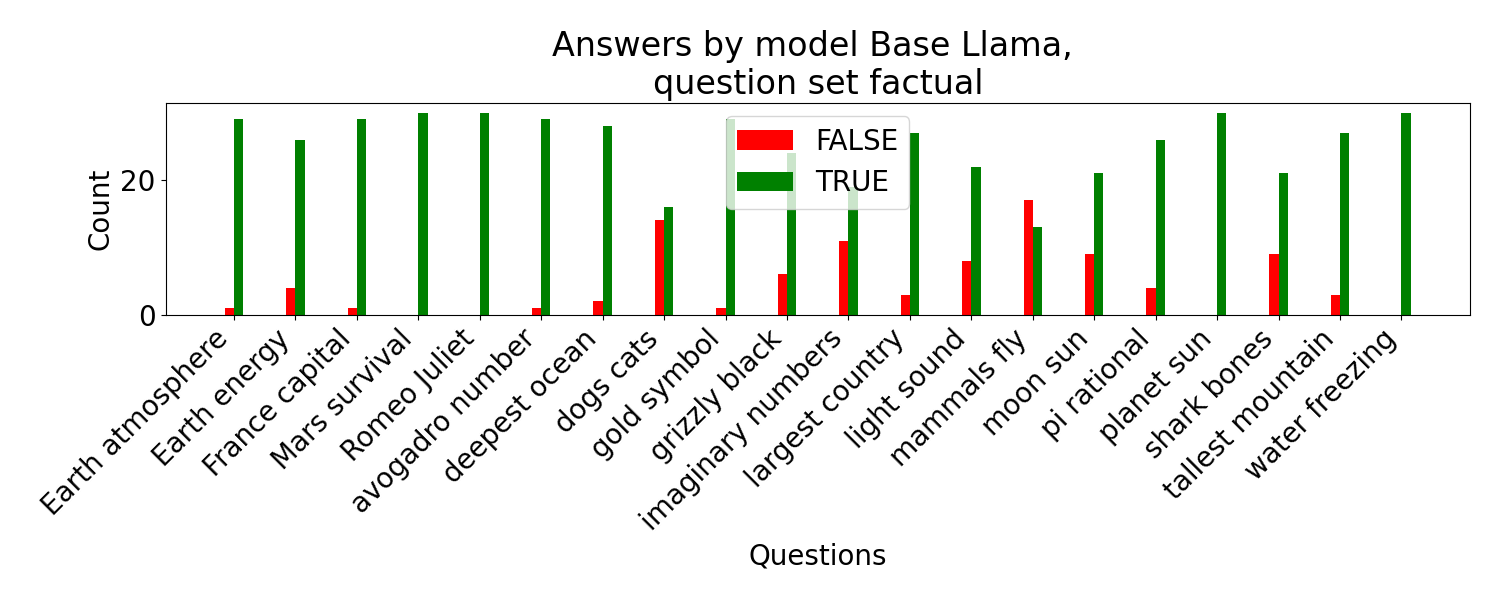 Answers by model Base Llama,
question set factual
FALSE
TRUE
Count
20
0
Earth atmosphere
Earth energy
France capital
Mars survival
Romeo Juliet
avogadro number
deepest ocean
dogs cats
gold symbol
grizzly black
imaginary numbers
largest country
light sound
mammals fly
moon sun
pi rational
planet sun
shark bones
tallest mountain
water freezing
Questions